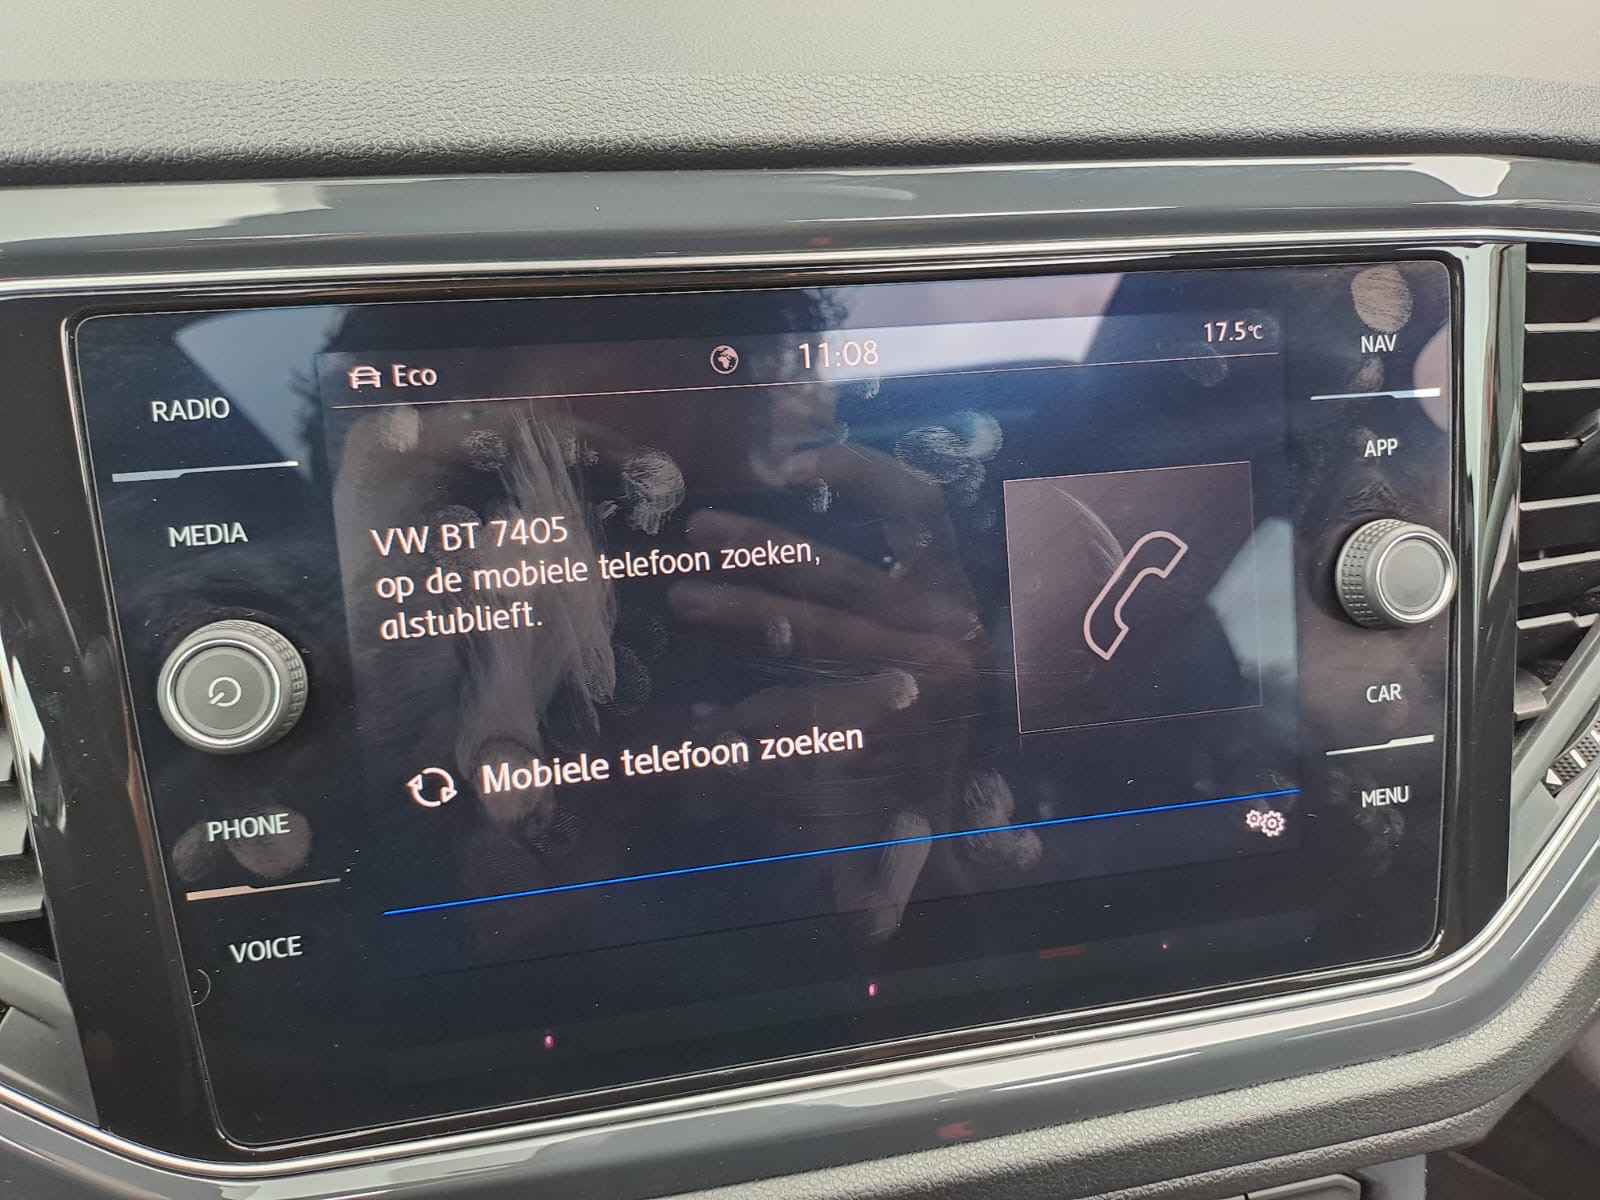 Eco
11:08
17.5°C
RADIO
MEDIA
PHONE
VOICE
VW BT 7405
op de mobiele telefoon zoeken,
alstublieft.
Mobiele telefoon zoeken
NAV
APP
CAR
MENU